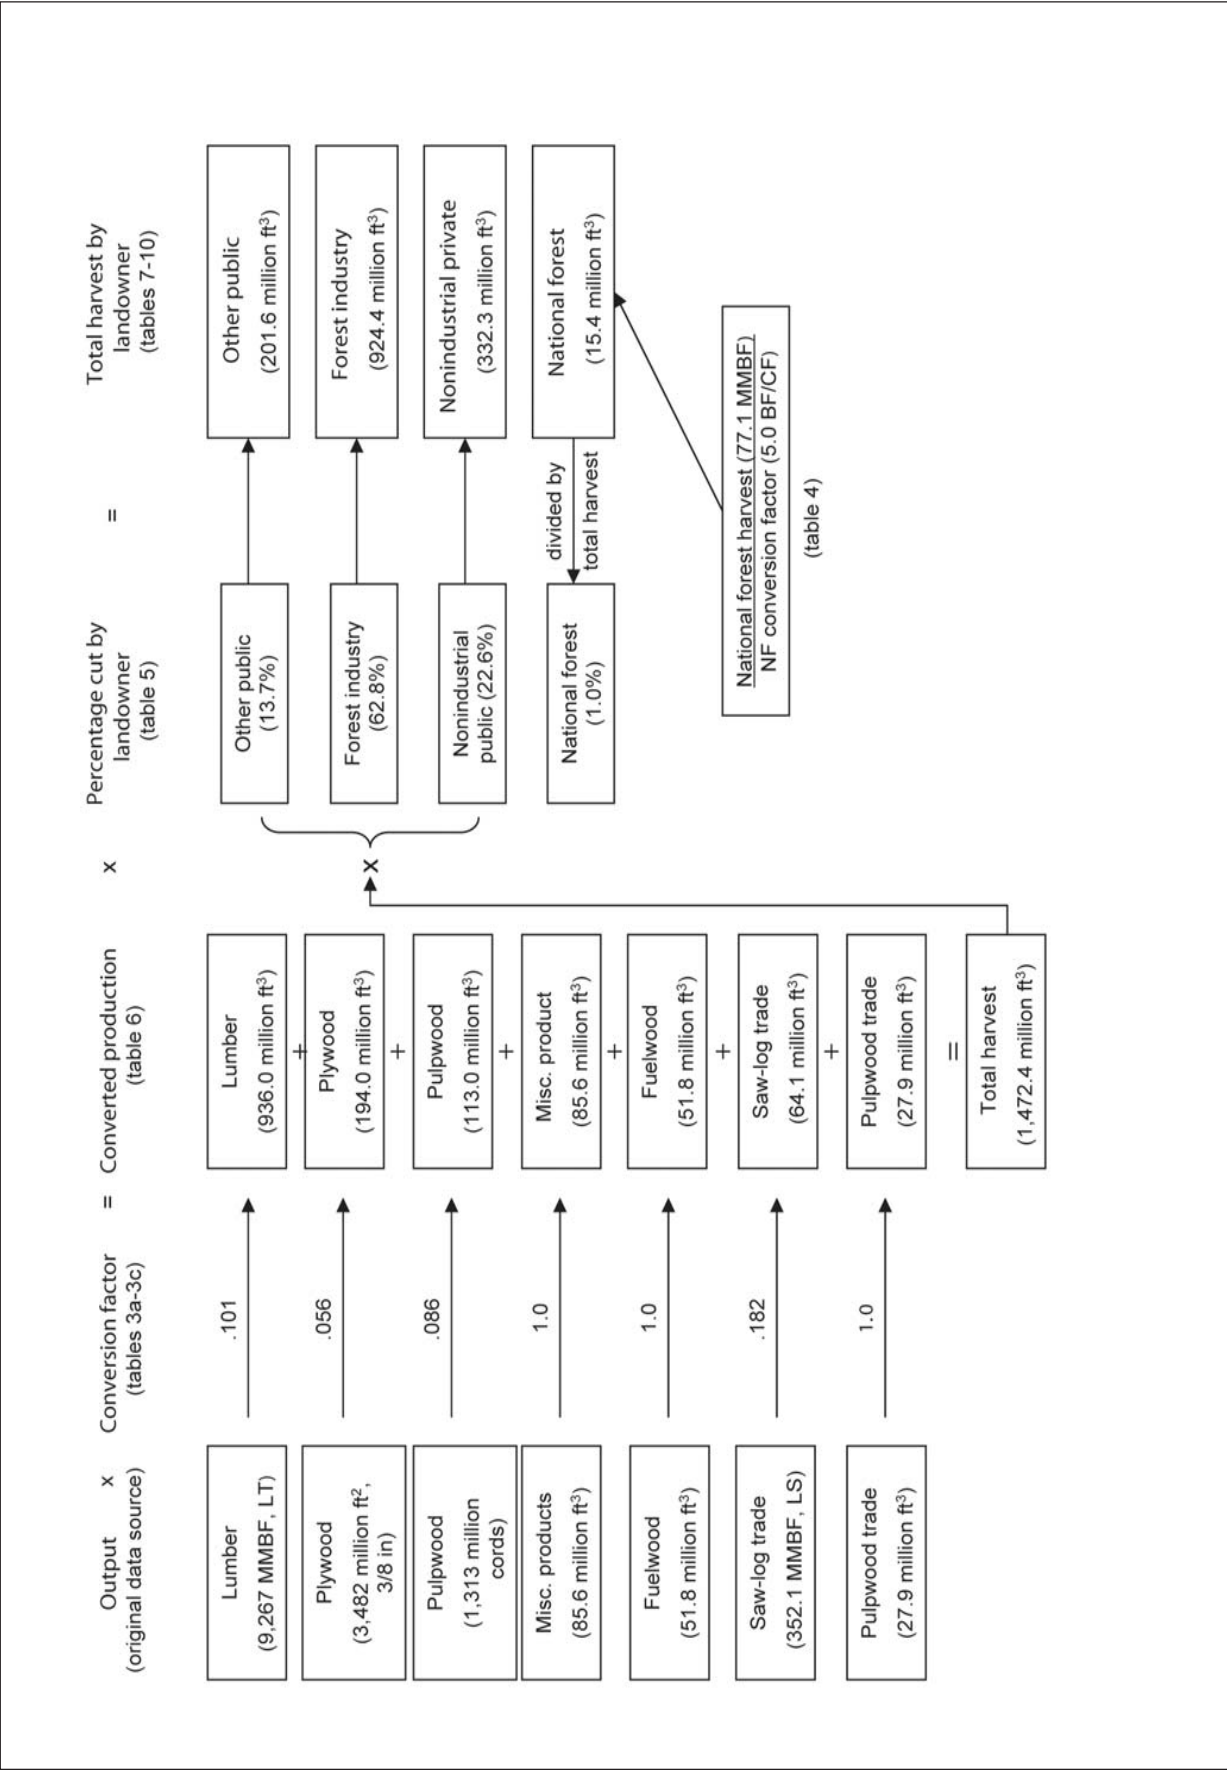 Output x Conversion factor = Converted production x Percentage cut by = Total harvest by
(original data source) (tables 3a-3c) (table 6) landowner landowner
(table 5) (tables 7-10)
Lumber
(9,267 MMBF, LT)
.101
Lumber
(936.0 million ft³)
+
Plywood
(3,482 million ft²,
3/8 in)
.056
Plywood
(194.0 million ft³)
+
Pulpwood
(1,313 million
cords)
.086
Pulpwood
(113.0 million ft³)
+
Misc. products
(85.6 million ft³)
1.0
Misc. product
(85.6 million ft³)
+
Fuelwood
(51.8 million ft³)
1.0
Fuelwood
(51.8 million ft³)
+
Saw-log trade
(352.1 MMBF, LS)
.182
Saw-log trade
(64.1 million ft³)
+
Pulpwood trade
(27.9 million ft³)
1.0
Pulpwood trade
(27.9 million ft³)
=
Total harvest
(1,472.4 million ft³)
x
Other public
(13.7%)
Other public
(201.6 million ft³)
Forest industry
(62.8%)
Forest industry
(924.4 million ft³)
Nonindustrial
public (22.6%)
Nonindustrial private
(332.3 million ft³)
National forest
(1.0%)
divided by
total harvest
National forest
(15.4 million ft³)
National forest harvest (77.1 MMBF)
NF conversion factor (5.0 BF/CF)
(table 4)